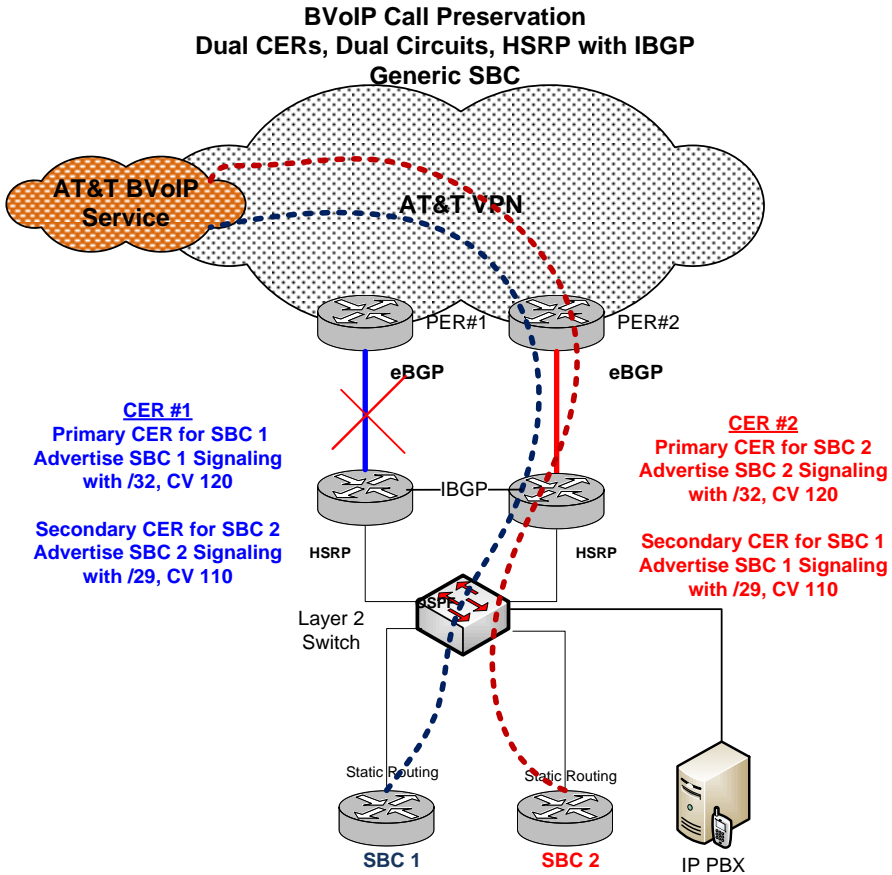 BVoIP Call Preservation
Dual CERs, Dual Circuits, HSRP with IBGP
Generic SBC
AT&T BVoIP
Service
AT&T VPN
PER#1
PER#2
eBGP
eBGP
CER #1
Primary CER for SBC 1
Advertise SBC 1 Signaling
with /32, CV 120
Secondary CER for SBC 2
Advertise SBC 2 Signaling
with /29, CV 110
CER #2
Primary CER for SBC 2
Advertise SBC 2 Signaling
with /32, CV 120
Secondary CER for SBC 1
Advertise SBC 1 Signaling
with /29, CV 110
IBGP
HSRP
HSRP
OSPF
Layer 2
Switch
Static Routing
Static Routing
SBC 1
SBC 2
IP PBX